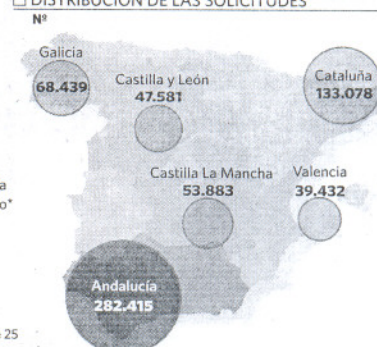 DISTRIBUCIÓN DE LAS SOLICITUDES
Nº
Galicia
68.439
Castilla y León
47.581
Cataluña
133.078
Castilla La Mancha
53.883
Valencia
39.432
Andalucía
282.415
a
o*
25